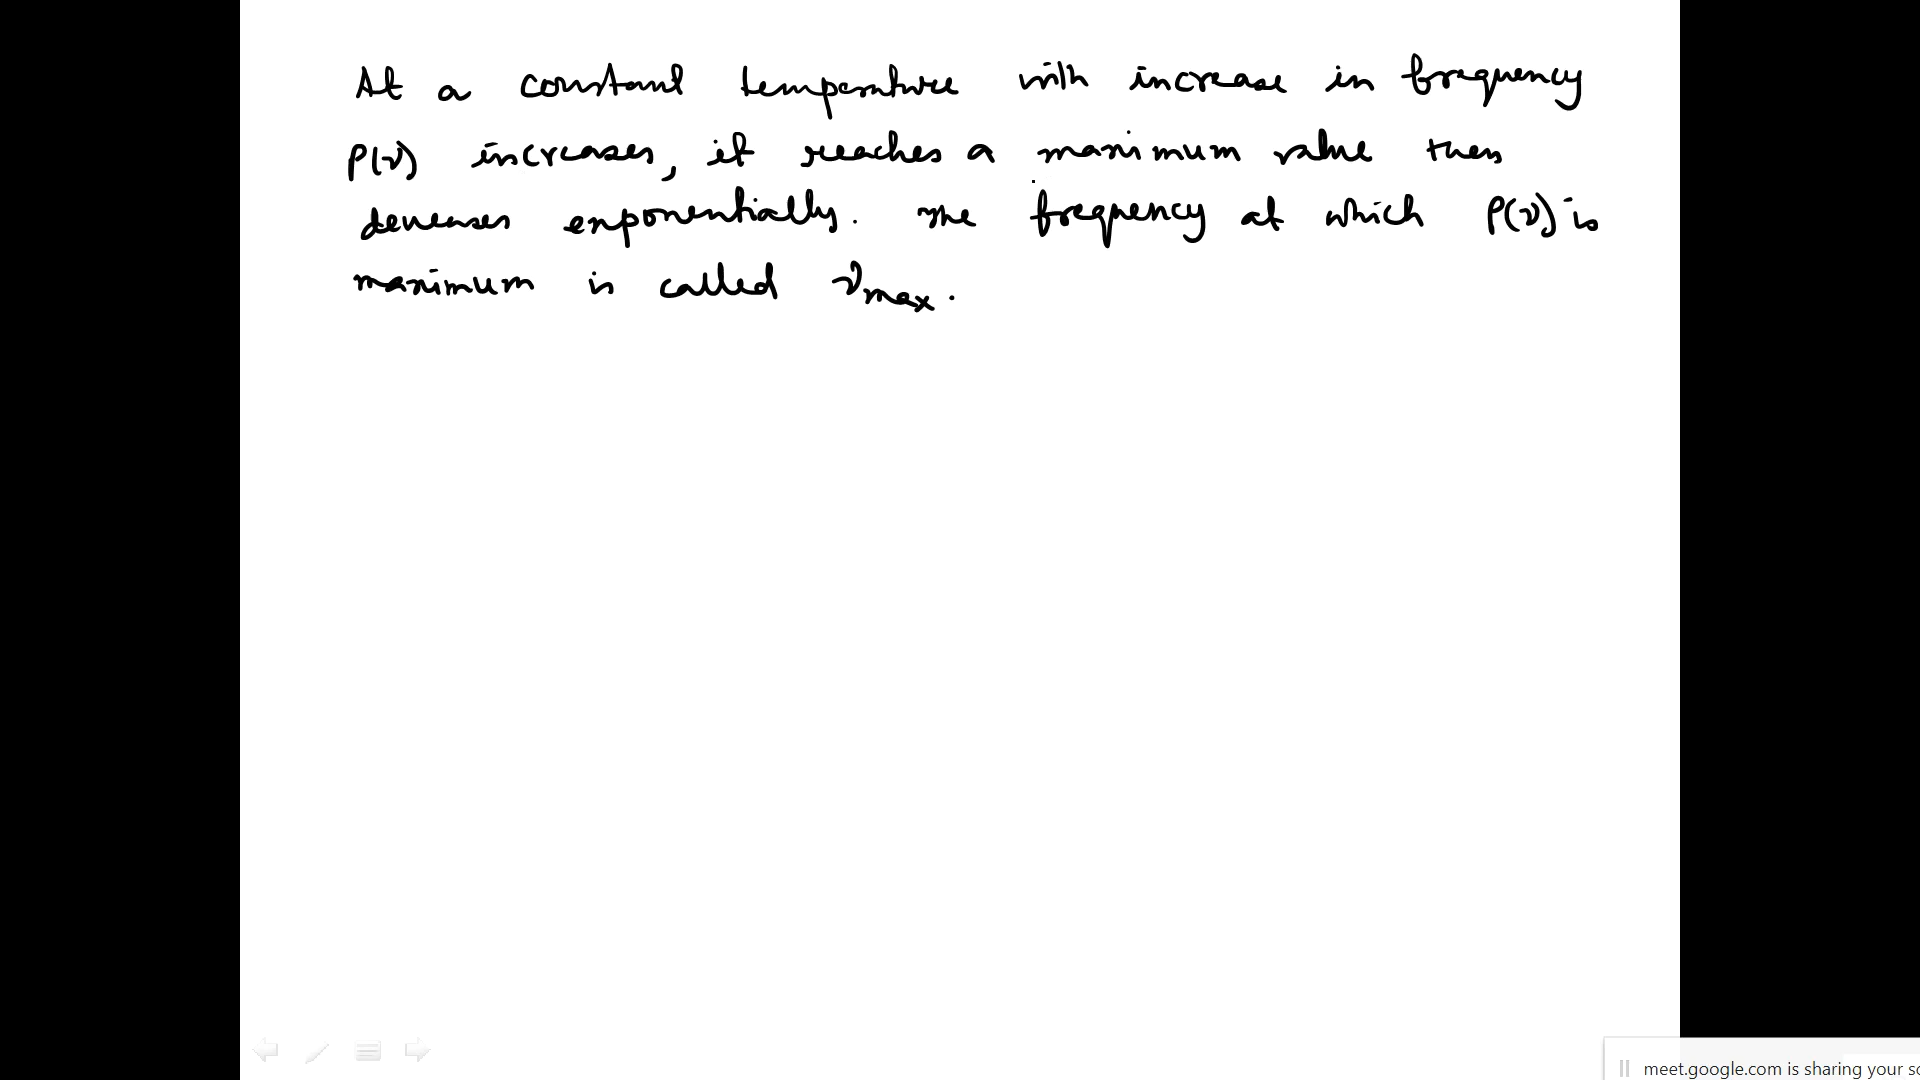 At a constant temperature with increase in frequency
ρ(ν) increases, it reaches a maximum value then
decreases exponentially. The frequency at which ρ(ν) is
maximum is called νmax.
meet.google.com is sharing your sc